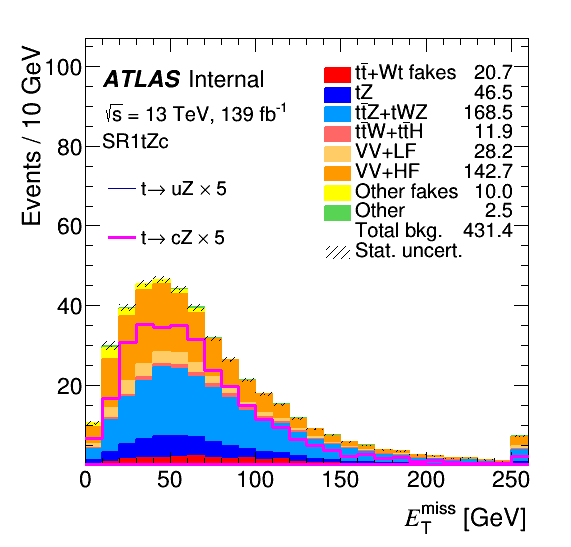 Events / 10 GeV
100
80
60
40
20
0 50 100 150 200 250
E_T^miss [GeV]
ATLAS Internal
√s = 13 TeV, 139 fb⁻¹
SR1tZc
t→ uZ × 5
t→ cZ × 5
tt̄+Wt fakes 20.7
tZ 46.5
tt̄Z+tWZ 168.5
tt̄W+tt̄H 11.9
VV+LF 28.2
VV+HF 142.7
Other fakes 10.0
Other 2.5
Total bkg. 431.4
Stat. uncert.